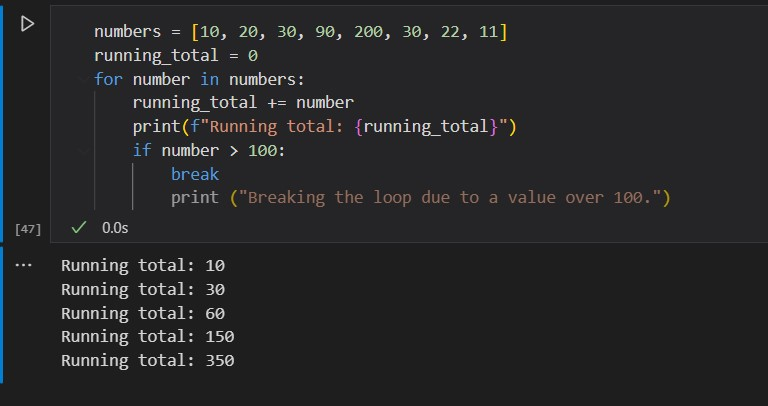 numbers = [10, 20, 30, 90, 200, 30, 22, 11]
running_total = 0
for number in numbers:
    running_total += number
    print(f"Running total: {running_total}")
    if number > 100:
        break
        print ("Breaking the loop due to a value over 100.")
[47] ✓ 0.0s
... Running total: 10
Running total: 30
Running total: 60
Running total: 150
Running total: 350